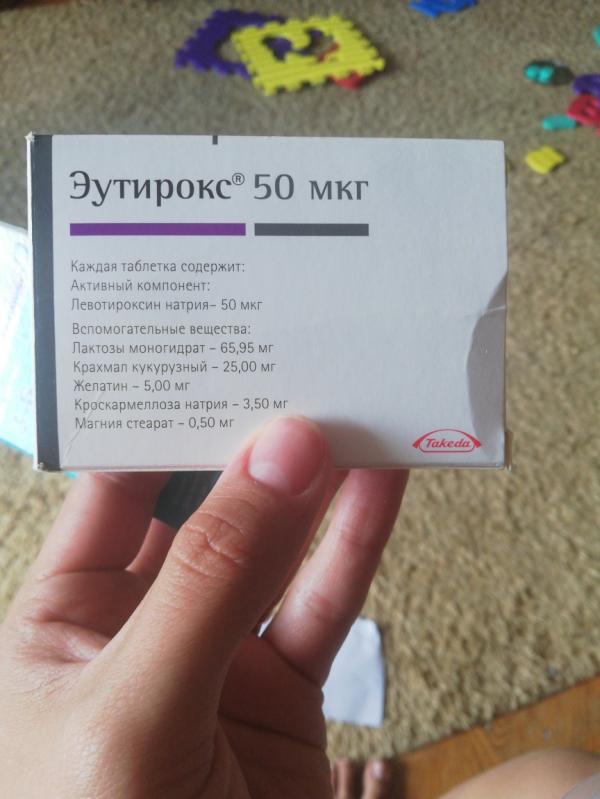 Эутирокс® 50 мкг
Каждая таблетка содержит:
Активный компонент:
Левотироксин натрия– 50 мкг
Вспомогательные вещества:
Лактозы моногидрат – 65,95 мг
Крахмал кукурузный – 25,00 мг
Желатин – 5,00 мг
Кроскармеллоза натрия – 3,50 мг
Магния стеарат – 0,50 мг
Takeda